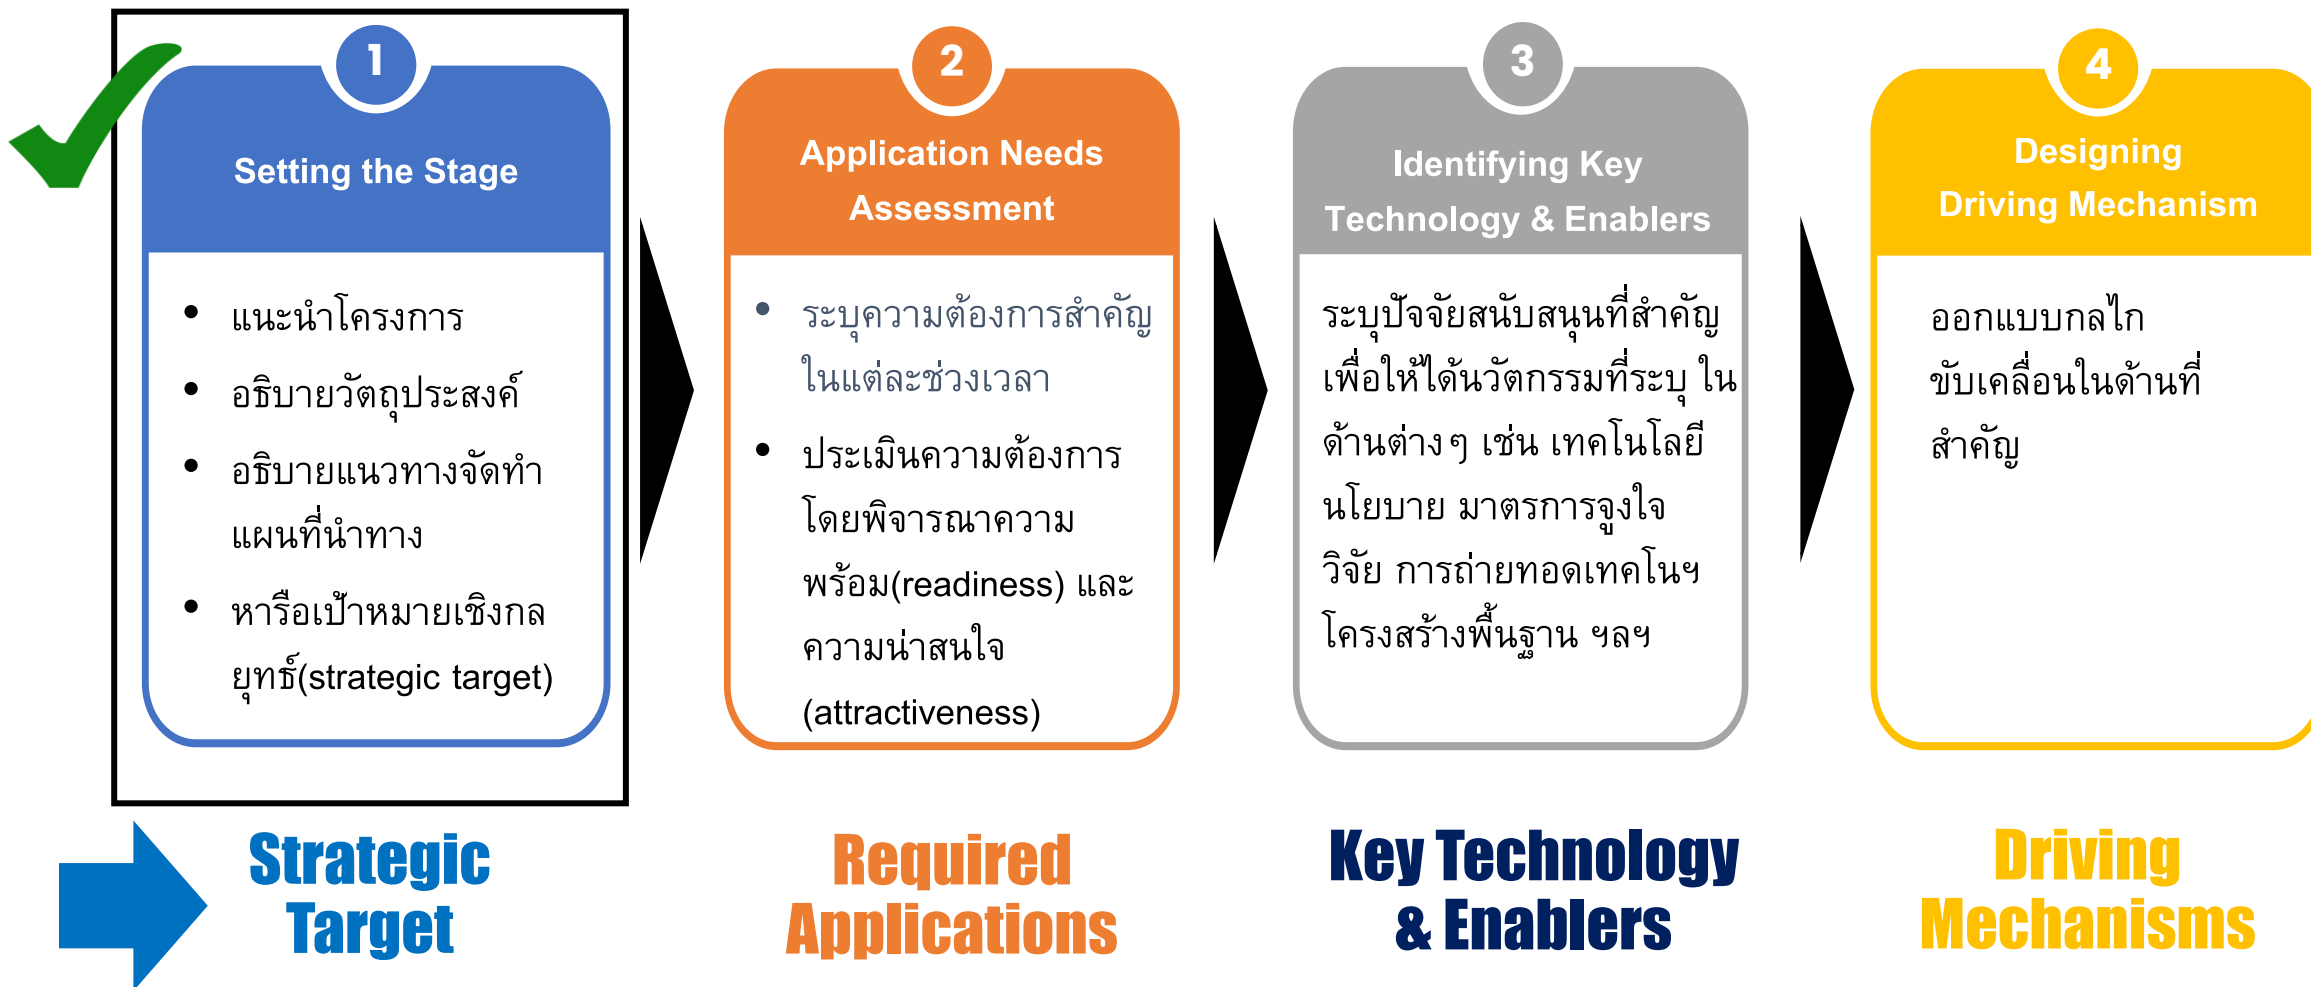 1
Setting the Stage
• แนะนำโครงการ
• อธิบายวัตถุประสงค์
• อธิบายแนวทางจัดทำ
แผนที่นำทาง
• หารือเป้าหมายเชิงกล
ยุทธ์(strategic target)
Strategic
Target
2
Application Needs
Assessment
• ระบุความต้องการสำคัญ
ในแต่ละช่วงเวลา
• ประเมินความต้องการ
โดยพิจารณาความ
พร้อม(readiness) และ
ความน่าสนใจ
(attractiveness)
Required
Applications
3
Identifying Key
Technology & Enablers
ระบุปัจจัยสนับสนุนที่สำคัญ
เพื่อให้ได้นวัตกรรมที่ระบุ ใน
ด้านต่างๆ เช่น เทคโนโลยี
นโยบาย มาตรการจูงใจ
วิจัย การถ่ายทอดเทคโนฯ
โครงสร้างพื้นฐาน ฯลฯ
Key Technology
& Enablers
4
Designing
Driving Mechanism
ออกแบบกลไก
ขับเคลื่อนในด้านที่
สำคัญ
Driving
Mechanisms